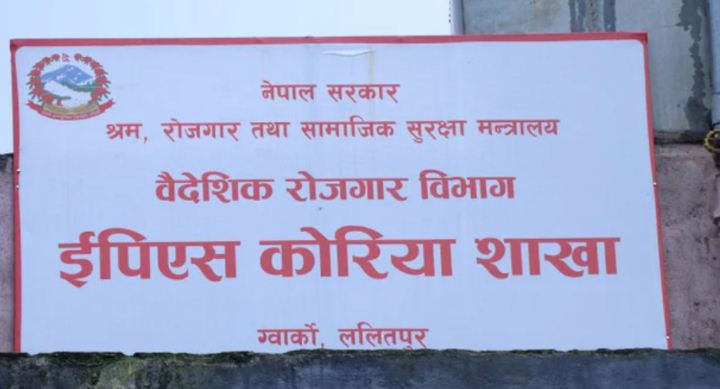 नेपाल सरकार
श्रम, रोजगार तथा सामाजिक सुरक्षा मन्त्रालय
वैदेशिक रोजगार विभाग
ईपिएस कोरिया शाखा
ग्वार्को, ललितपुर